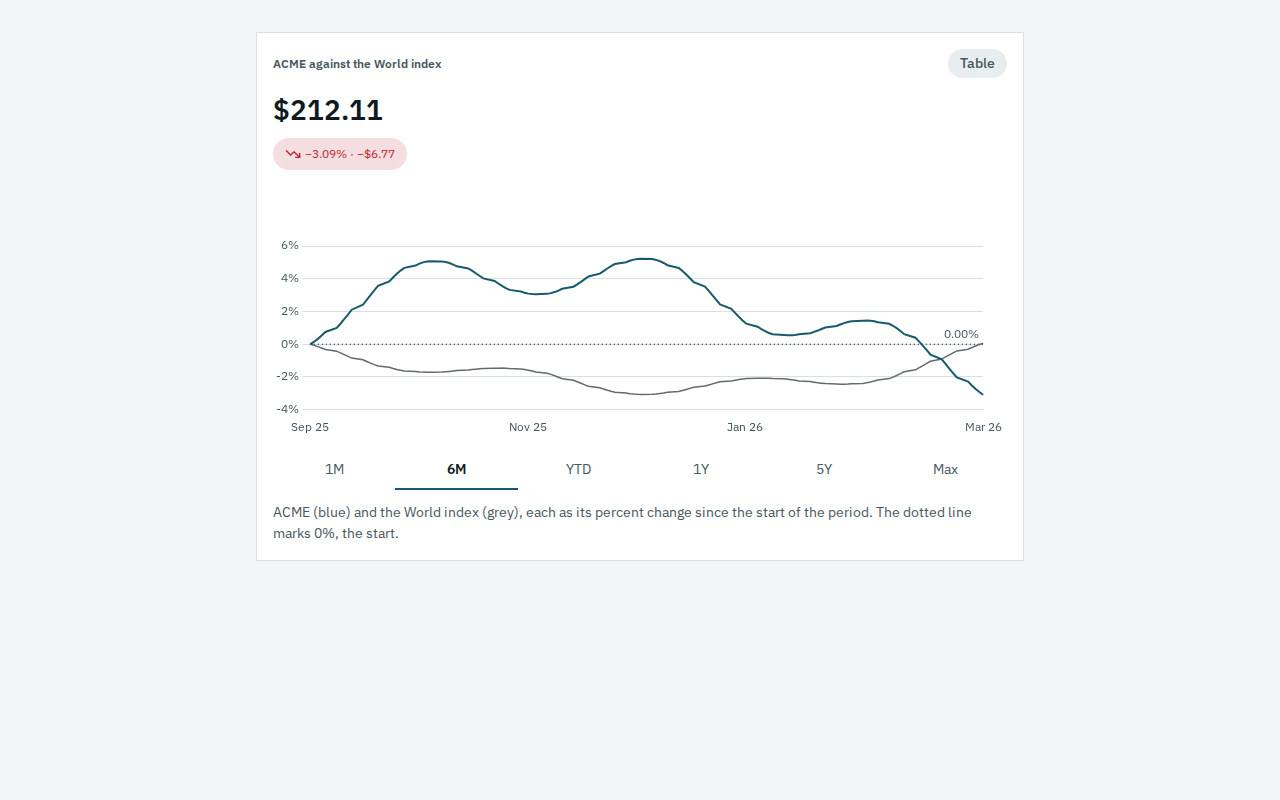 ACME against the World index
Table
$212.11
−3.09% · −$6.77
6%
4%
2%
0%
-2%
-4%
0.00%
Sep 25
Nov 25
Jan 26
Mar 26
1M
6M
YTD
1Y
5Y
Max
ACME (blue) and the World index (grey), each as its percent change since the start of the period. The dotted line
marks 0%, the start.